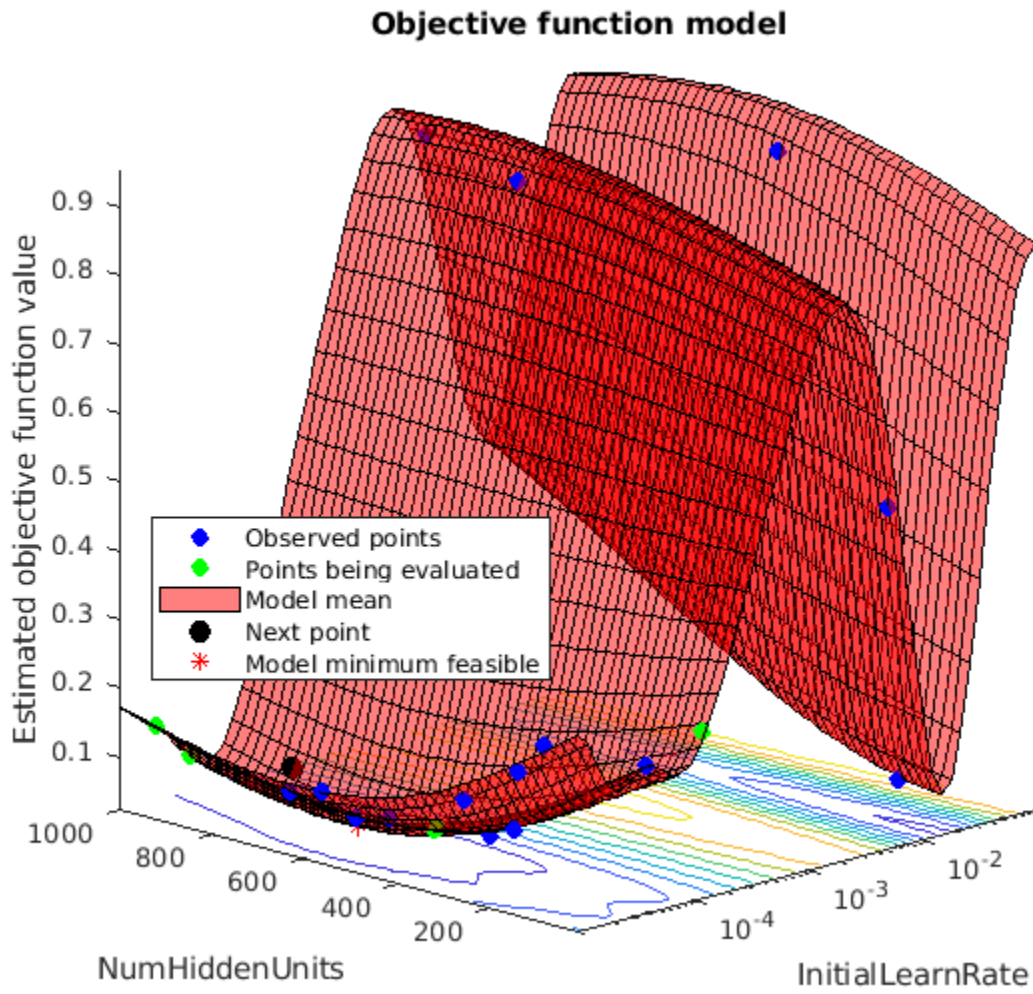 Objective function model
Estimated objective function value
0.9
0.8
0.7
0.6
0.5
0.4
0.3
0.2
0.1
Observed points
Points being evaluated
Model mean
Next point
Model minimum feasible
1000
800
600
400
200
NumHiddenUnits
10-4
10-3
10-2
InitialLearnRate